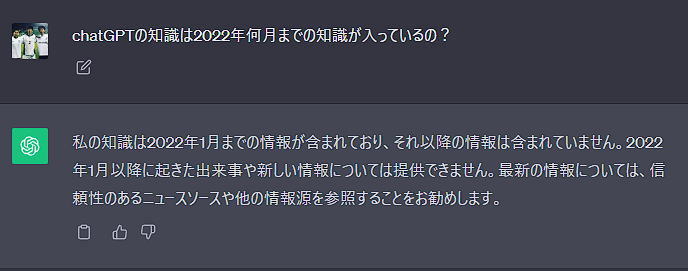 chatGPTの知識は2022年何月までの知識が入っているの？
私の知識は2022年1月までの情報が含まれており、それ以降の情報は含まれていません。2022
年1月以降に起きた出来事や新しい情報については提供できません。最新の情報については、信
頼性のあるニュースソースや他の情報源を参照することをお勧めします。